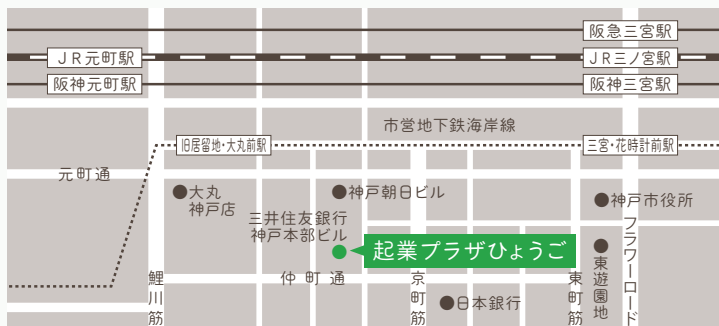 阪急三宮駅
JR元町駅
JR三ノ宮駅
阪神元町駅
阪神三宮駅
市営地下鉄海岸線
旧居留地・大丸前駅
三宮・花時計前駅
元町通
大丸
神戸店
神戸朝日ビル
神戸市役所
三井住友銀行
神戸本部ビル
起業プラザひょうご
フラワーロード
東遊園地
鯉川筋
仲町通
京町筋
東町筋
日本銀行